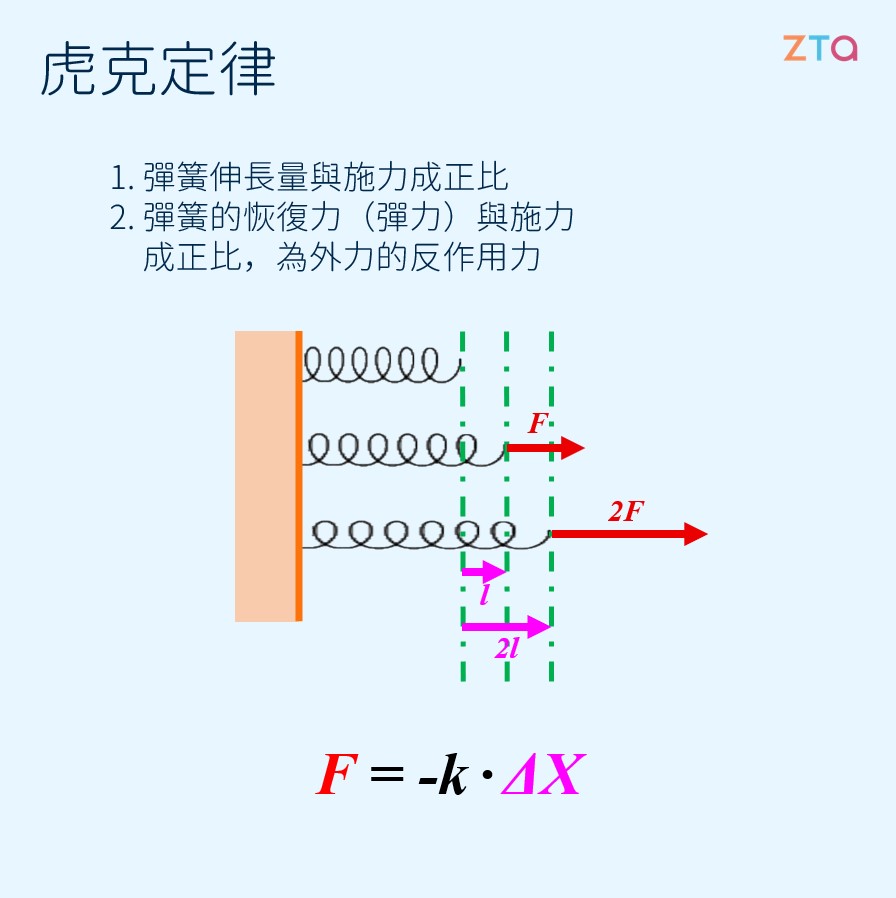 虎克定律
ZTA
1. 彈簧伸長量與施力成正比
2. 彈簧的恢復力（彈力）與施力
成正比，為外力的反作用力
F
2F
l
2l
F = -k · ΔX